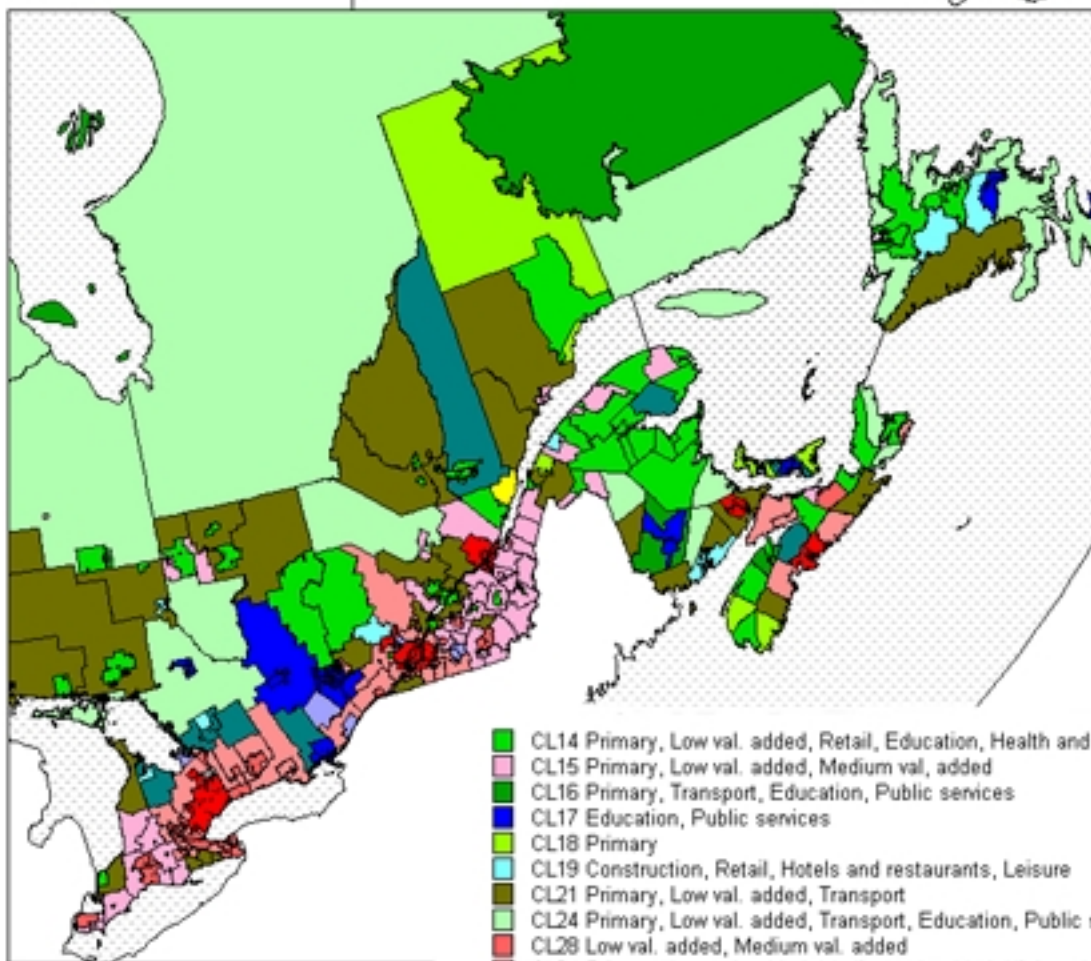 CL14 Primary, Low val. added, Retail, Education, Health and
CL15 Primary, Low val. added, Medium val, added
CL16 Primary, Transport, Education, Public services
CL17 Education, Public services
CL18 Primary
CL19 Construction, Retail, Hotels and restaurants, Leisure
CL21 Primary, Low val. added, Transport
CL24 Primary, Low val. added, Transport, Education, Public
CL28 Low val. added, Medium val. added